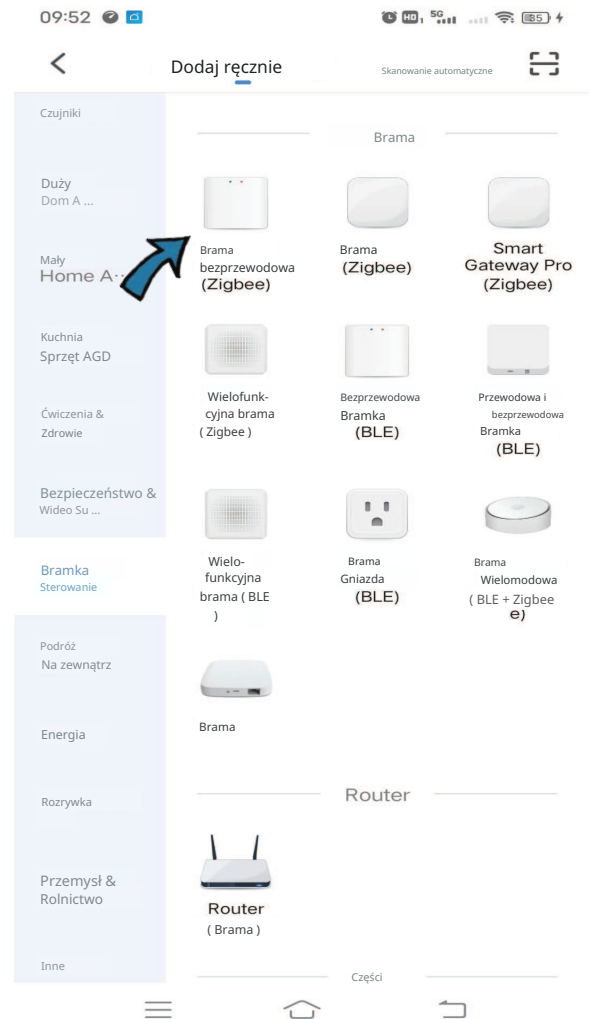 09:52 5G 85
Dodaj ręcznie
Skanowanie automatyczne
Czujniki
Duży
Dom A ...
Mały
Home A...
Kuchnia
Sprzęt AGD
Ćwiczenia &
Zdrowie
Bezpieczeństwo &
Wideo Su ...
Bramka
Sterowanie
Podróż
Na zewnątrz
Energia
Rozrywka
Przemysł &
Rolnictwo
Inne
Brama
Brama
bezprzewodowa
(Zigbee)
Brama
(Zigbee)
Smart
Gateway Pro
(Zigbee)
Wielofunk-
cyjna brama
( Zigbee )
Bezprzewodowa
Bramka
(BLE)
Przewodowa i
bezprzewodowa
Bramka
(BLE)
Wielo-
funkcyjna
brama ( BLE
)
Brama
Gniazda
(BLE)
Brama
Wielomodowa
( BLE + Zigbee
e)
Brama
Router
Router
( Brama )
Części